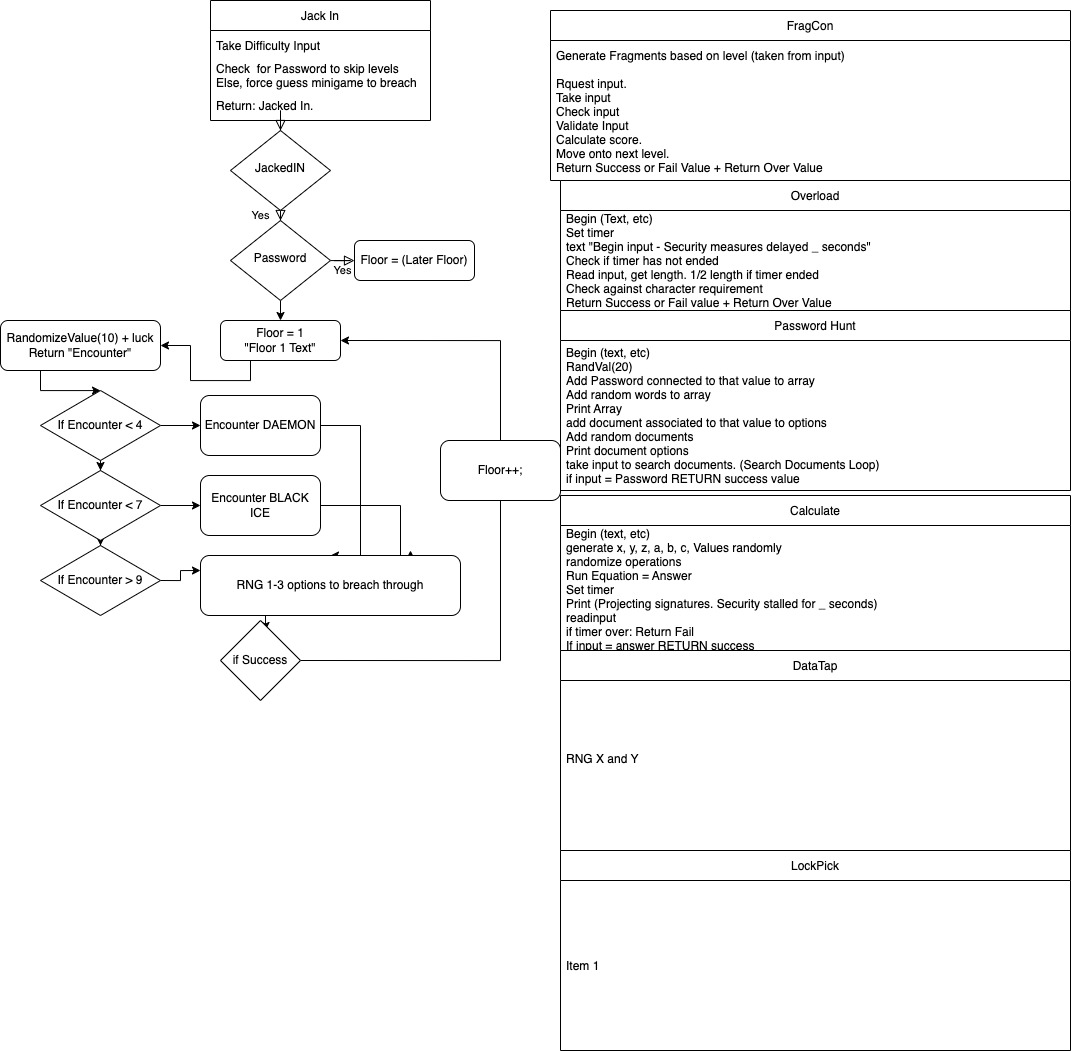 Jack In
Take Difficulty Input
Check  for Password to skip levels
Else, force guess minigame to breach
Return: Jacked In.
JackedIN
Yes
Password
Yes
Floor = (Later Floor)
Floor = 1
"Floor 1 Text"
RandomizeValue(10) + luck
Return "Encounter"
If Encounter < 4
Encounter DAEMON
If Encounter < 7
Encounter BLACK
ICE
If Encounter > 9
RNG 1-3 options to breach through
if Success
Floor++;
FragCon
Generate Fragments based on level (taken from input)
Rquest input.
Take input
Check input
Validate Input
Calculate score.
Move onto next level.
Return Success or Fail Value + Return Over Value
Overload
Begin (Text, etc)
Set timer
text "Begin input - Security measures delayed _ seconds"
Check if timer has not ended
Read input, get length. 1/2 length if timer ended
Check against character requirement
Return Success or Fail value + Return Over Value
Password Hunt
Begin (text, etc)
RandVal(20)
Add Password connected to that value to array
Add random words to array
Print Array
add document associated to that value to options
Add random documents
Print document options
take input to search documents. (Search Documents Loop)
if input = Password RETURN success value
Calculate
Begin (text, etc)
generate x, y, z, a, b, c, Values randomly
randomize operations
Run Equation = Answer
Set timer
Print (Projecting signatures. Security stalled for _ seconds)
readinput
if timer over: Return Fail
If input = answer RETURN success
DataTap
RNG X and Y
LockPick
Item 1